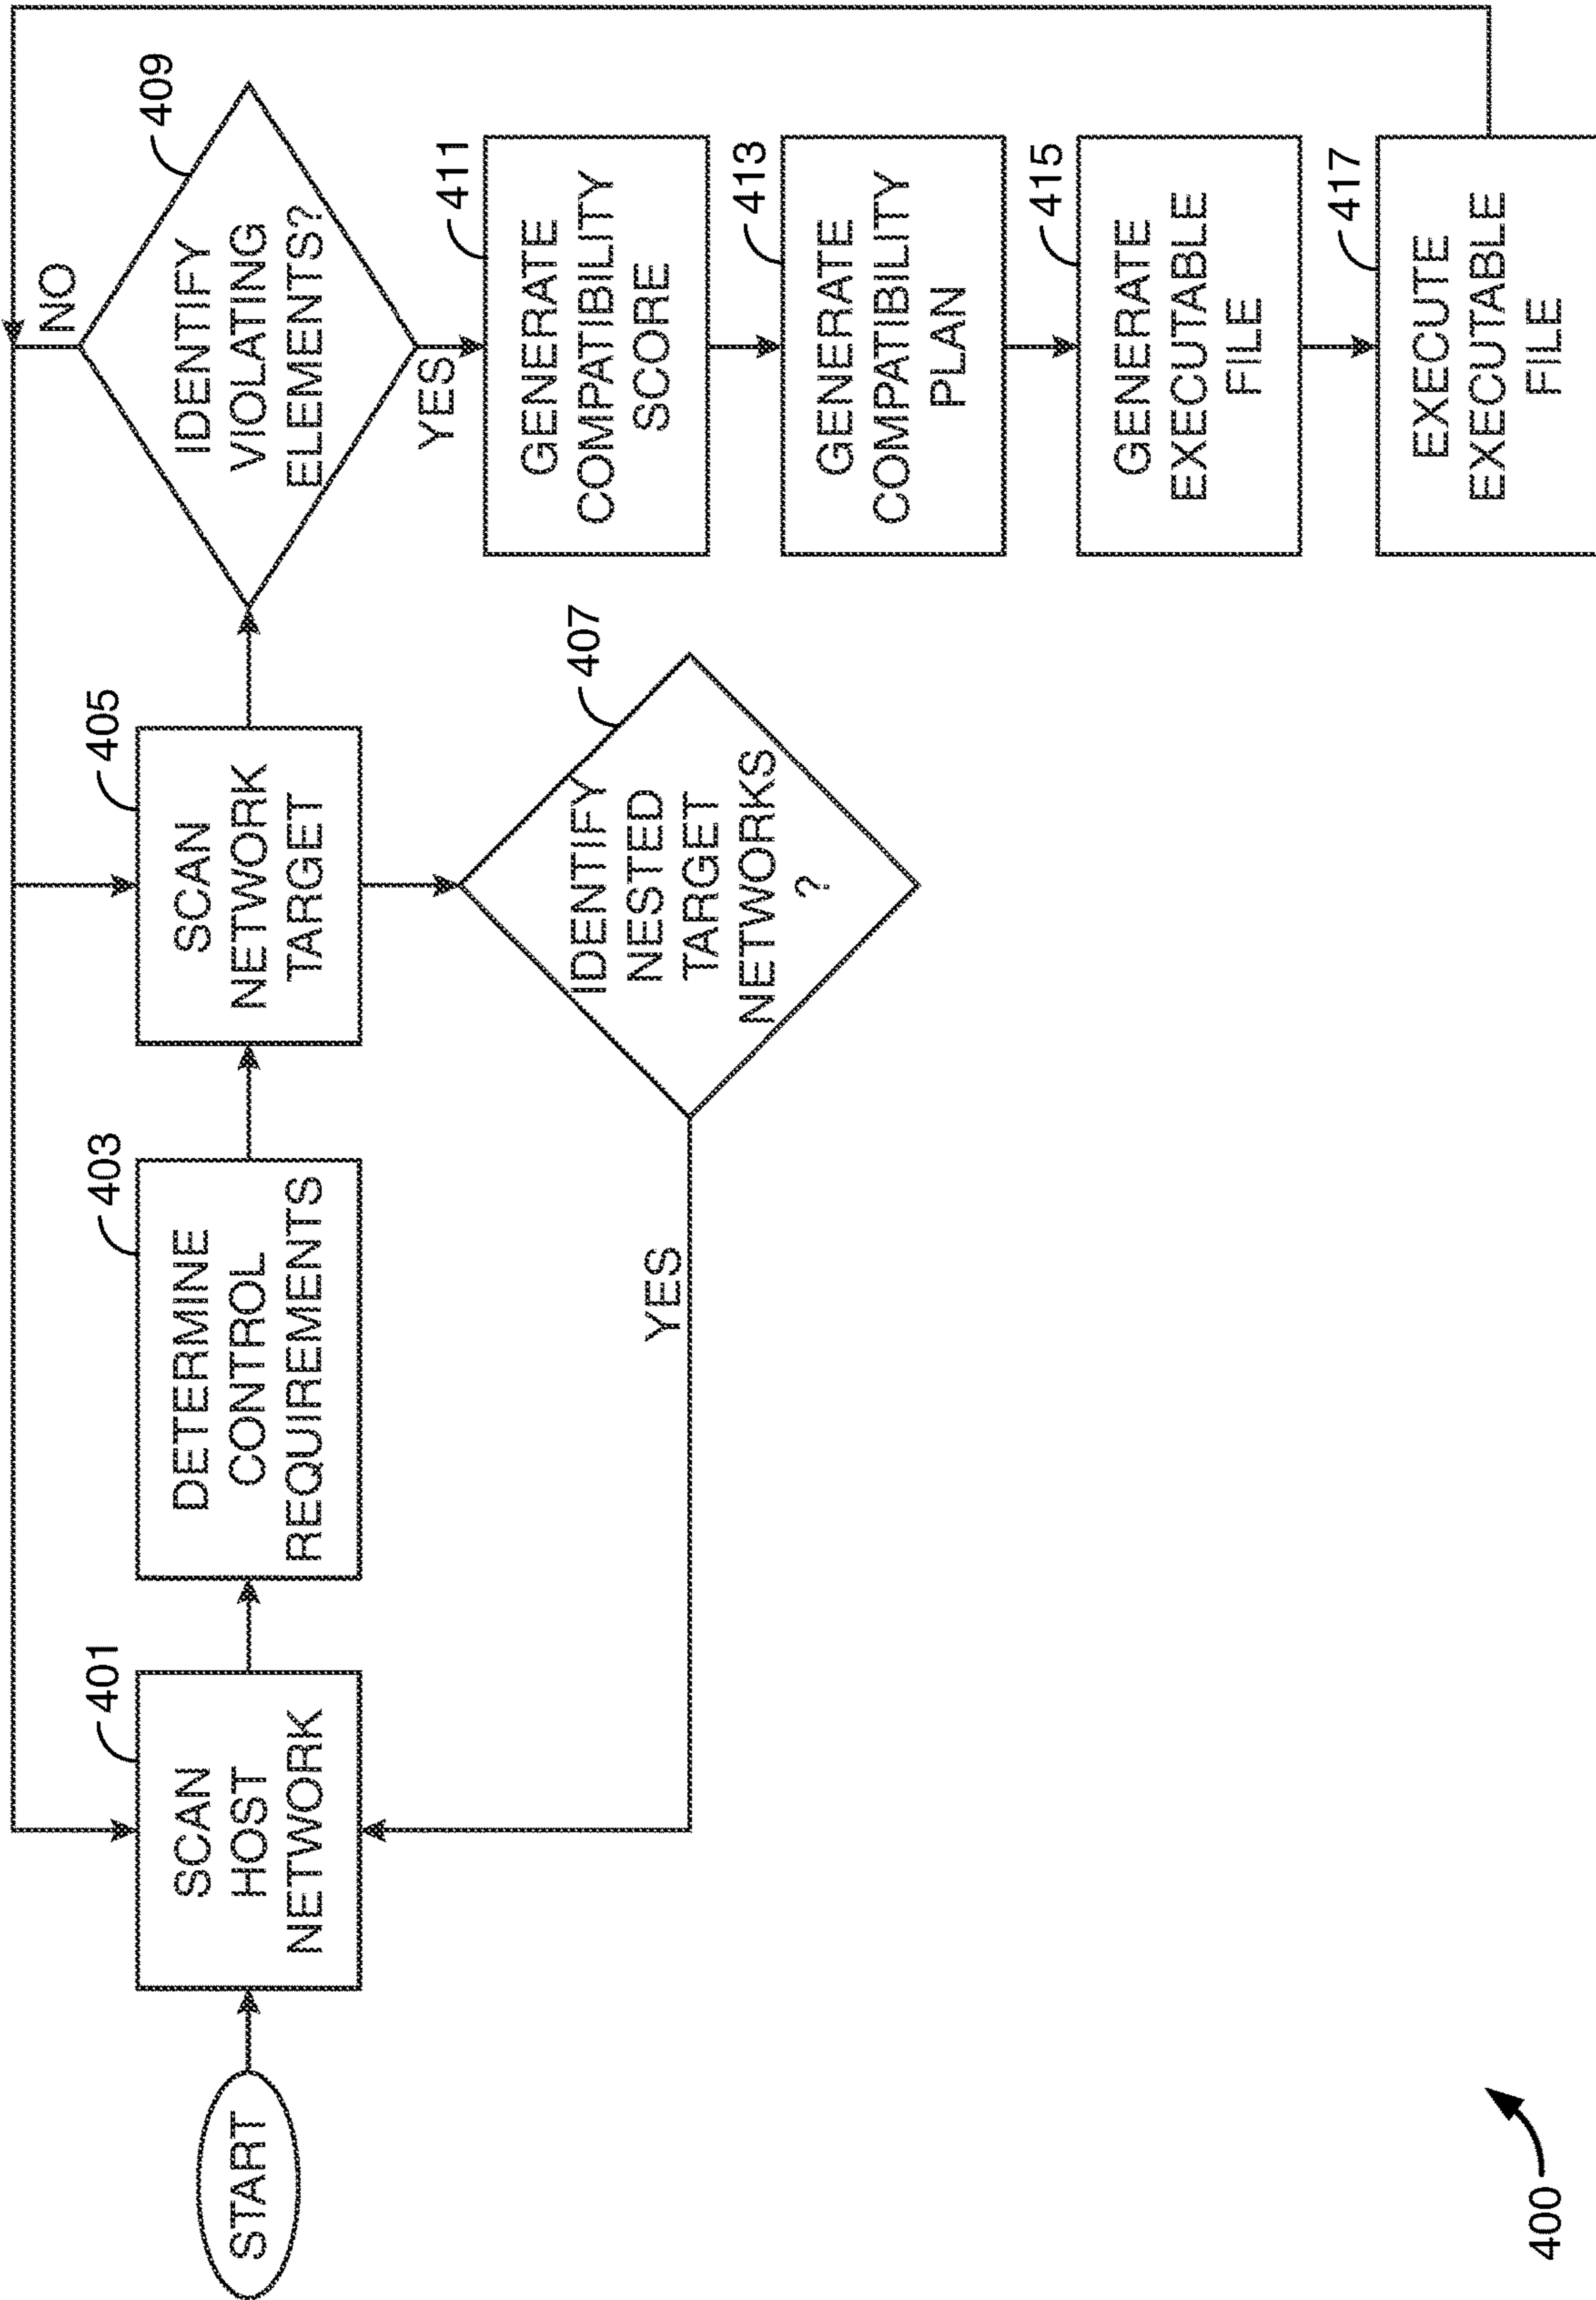 START
401
SCAN
HOST
NETWORK
403
DETERMINE
CONTROL
REQUIREMENTS
405
SCAN
NETWORK
TARGET
409
IDENTIFY
VIOLATING
ELEMENTS?
NO
YES
407
IDENTIFY
NESTED
TARGET
NETWORKS
?
YES
411
GENERATE
COMPATIBILITY
SCORE
413
GENERATE
COMPATIBILITY
PLAN
415
GENERATE
EXECUTABLE
FILE
417
EXECUTE
EXECUTABLE
FILE
400